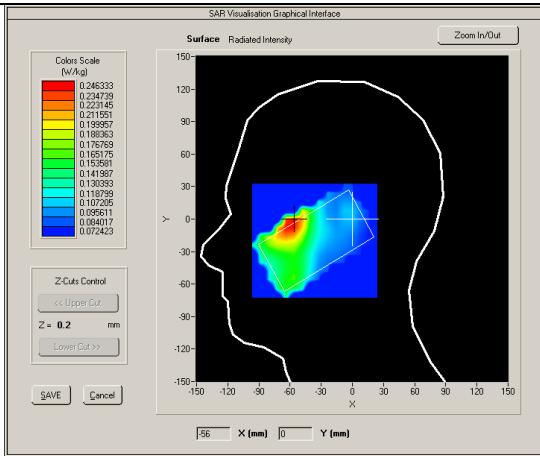 SAR Visualisation Graphical Interface
Surface Radiated Intensity
Zoom In/Out
Colors Scale
(W/kg)
0.246333
0.234739
0.223145
0.211551
0.199957
0.188363
0.176769
0.165175
0.153581
0.141987
0.130393
0.118799
0.107205
0.095611
0.084017
0.072423
Z-Cuts Control
<< Upper Cut
Z = 0.2 mm
Lower Cut >>
SAVE Cancel
150-
120-
90-
60-
30-
0-
-30-
-60-
-90-
-120-
-150-
Y
-150 -120 -90 -60 -30 0 30 60 90 120 150
X
-56 X (mm) 0 Y (mm)